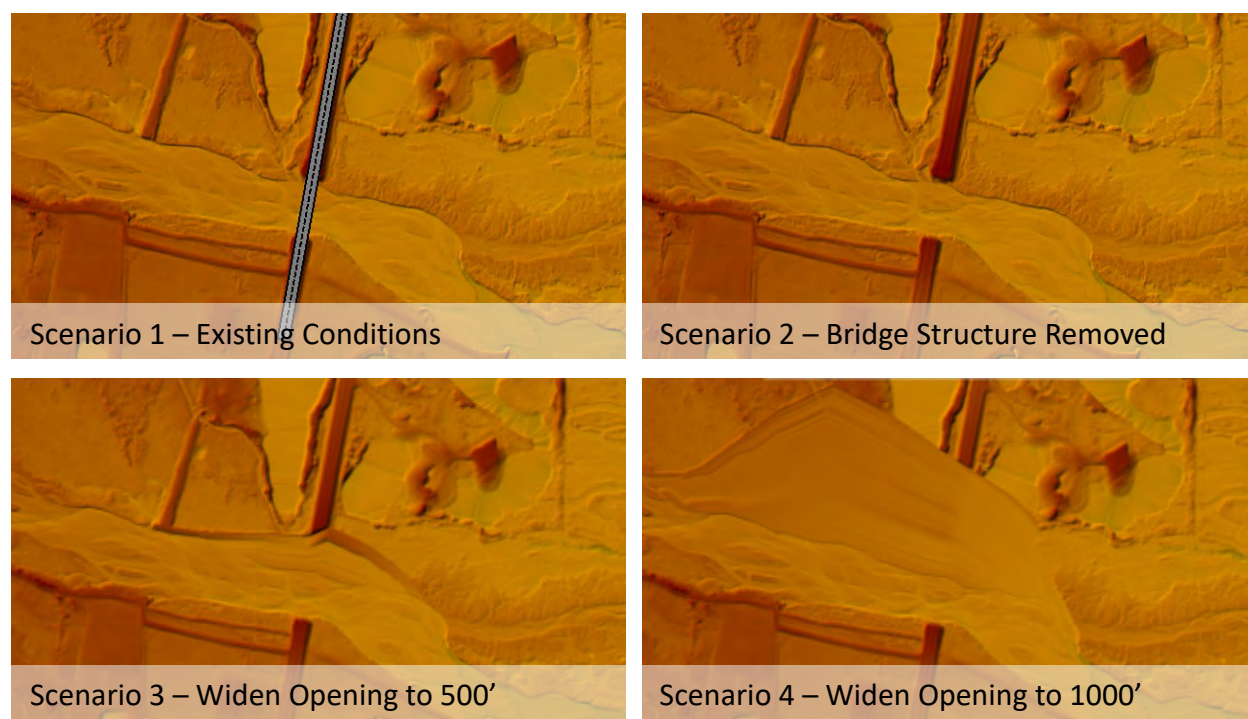 Scenario 1 – Existing Conditions
Scenario 2 – Bridge Structure Removed
Scenario 3 – Widen Opening to 500’
Scenario 4 – Widen Opening to 1000’